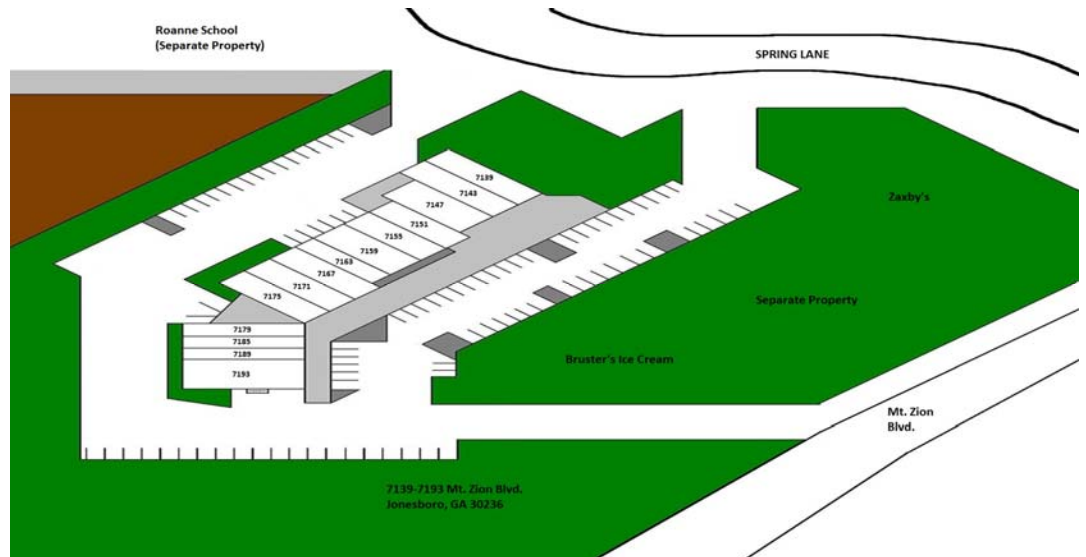 Roanne School
(Separate Property)
SPRING LANE
7139
7143
7147
7151
7155
7159
7163
7167
7171
7175
7179
7185
7189
7193
Zaxby's
Separate Property
Bruster's Ice Cream
Mt. Zion
Blvd.
7139-7193 Mt. Zion Blvd.
Jonesboro, GA 30236